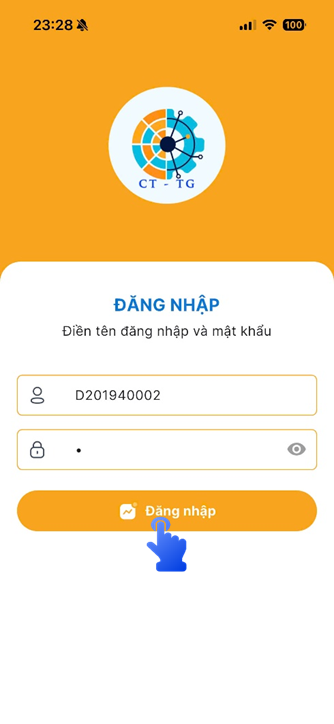 23:28
100
CT - TG
ĐĂNG NHẬP
Điền tên đăng nhập và mật khẩu
D201940002
•
Đăng nhập